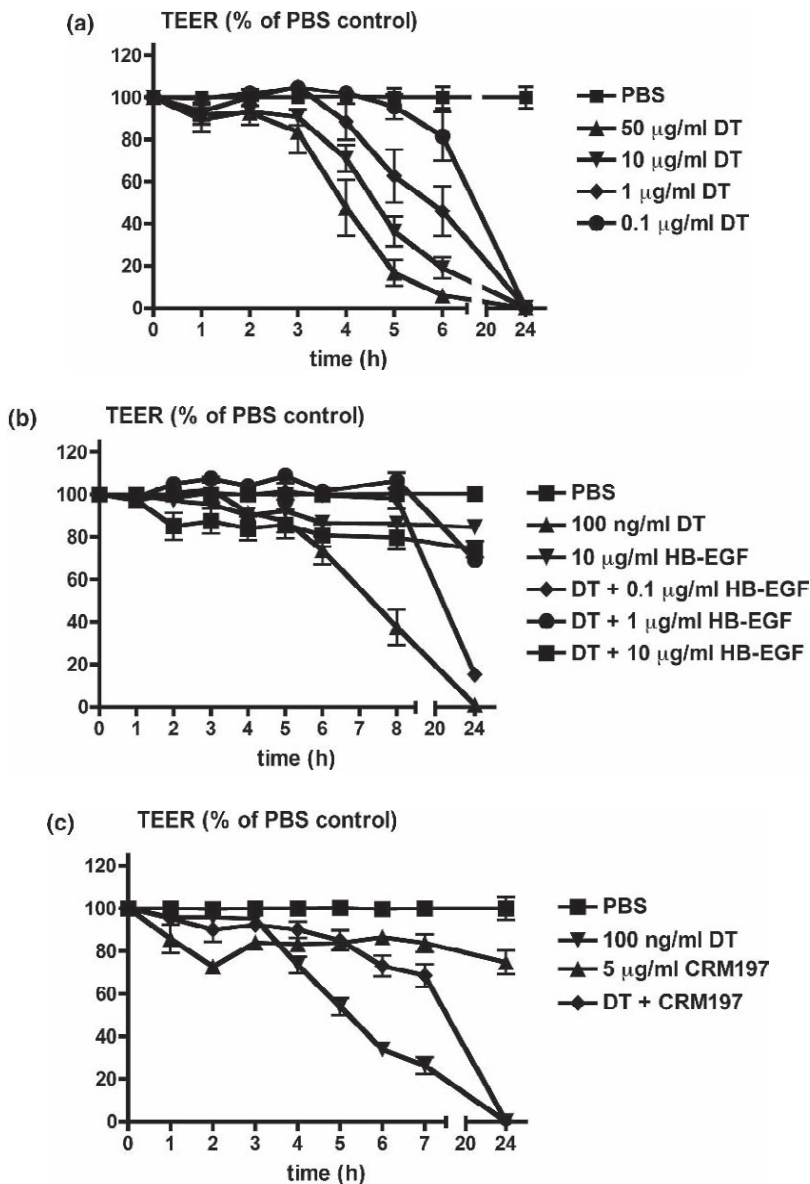 (a)
TEER (% of PBS control)
120
100
80
60
40
20
0
0 1 2 3 4 5 6 20 24
time (h)
PBS
50 μg/ml DT
10 μg/ml DT
1 μg/ml DT
0.1 μg/ml DT
(b)
TEER (% of PBS control)
120
100
80
60
40
20
0
0 1 2 3 4 5 6 7 8 20 24
time (h)
PBS
100 ng/ml DT
10 μg/ml HB-EGF
DT + 0.1 μg/ml HB-EGF
DT + 1 μg/ml HB-EGF
DT + 10 μg/ml HB-EGF
(c)
TEER (% of PBS control)
120
100
80
60
40
20
0
0 1 2 3 4 5 6 7 20 24
time (h)
PBS
100 ng/ml DT
5 μg/ml CRM197
DT + CRM197